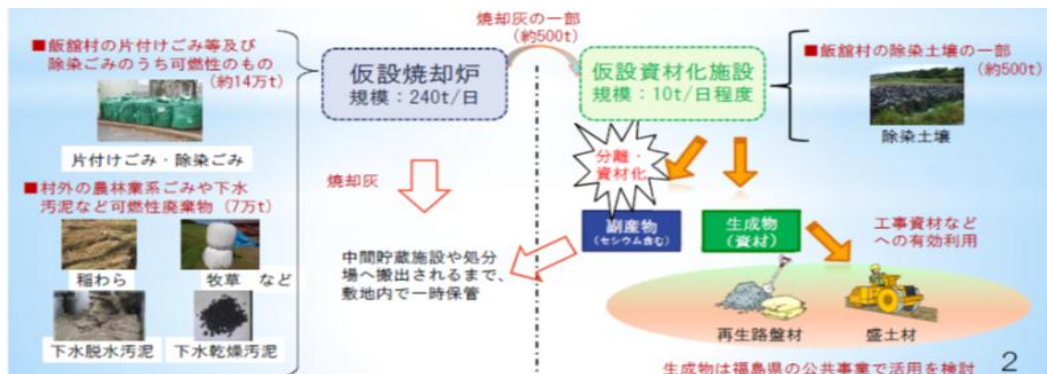 ■飯舘村の片付けごみ等及び
除染ごみのうち可燃性のもの
(約14万t)
片付けごみ・除染ごみ
■村外の農林業系ごみや下水
汚泥など可燃性廃棄物(7万t)
稲わら
牧草 など
下水脱水汚泥
下水乾燥汚泥
仮設焼却炉
規模:240t/日
焼却灰の一部
(約500t)
仮設資材化施設
規模:10t/日程度
■飯舘村の除染土壌の一部
(約500t)
除染土壌
焼却灰
中間貯蔵施設や処分
場へ搬出されるまで、
敷地内で一時保管
分離・
資材化
副産物
(セシウム含む)
生成物
(資材)
工事資材など
への有効利用
再生路盤材
盛土材
生成物は福島県の公共事業で活用を検討
2